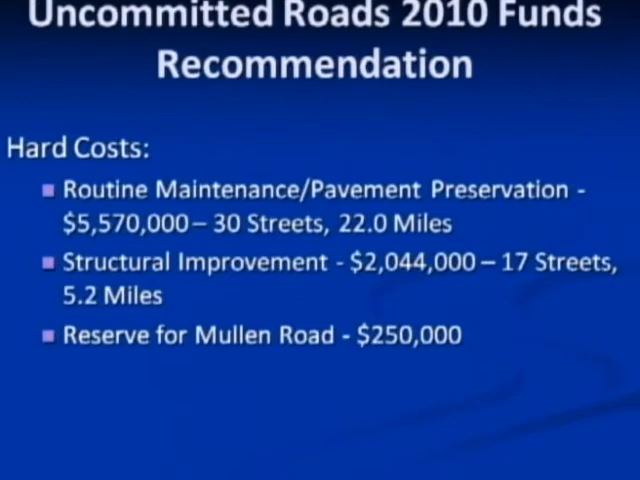 Uncommitted Roads 2010 Funds
Recommendation
Hard Costs:
Routine Maintenance/Pavement Preservation -
$5,570,000 – 30 Streets, 22.0 Miles
Structural Improvement - $2,044,000 – 17 Streets,
5.2 Miles
Reserve for Mullen Road - $250,000